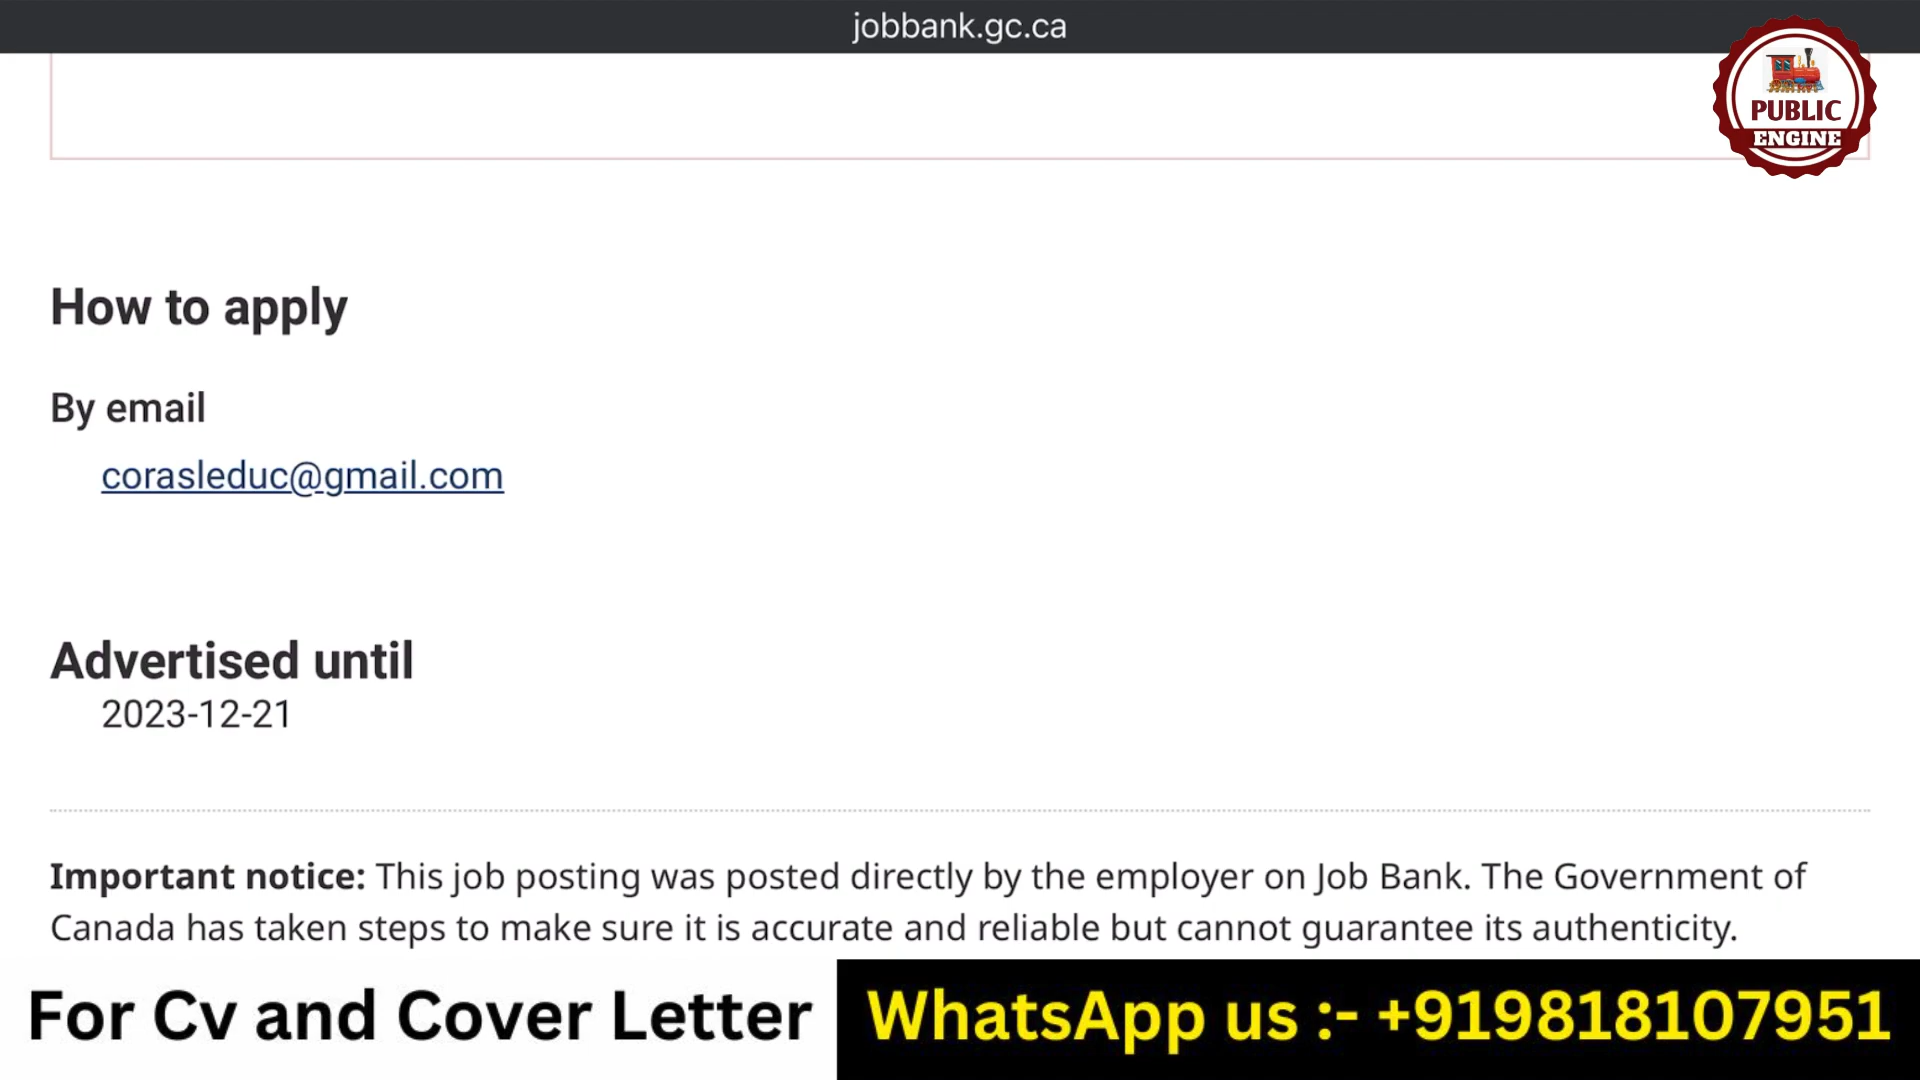 jobbank.gc.ca
PUBLIC
ENGINE
How to apply
By email
corasleduc@gmail.com
Advertised until
2023-12-21
Important notice: This job posting was posted directly by the employer on Job Bank. The Government of
Canada has taken steps to make sure it is accurate and reliable but cannot guarantee its authenticity.
For Cv and Cover Letter
WhatsApp us :- +919818107951